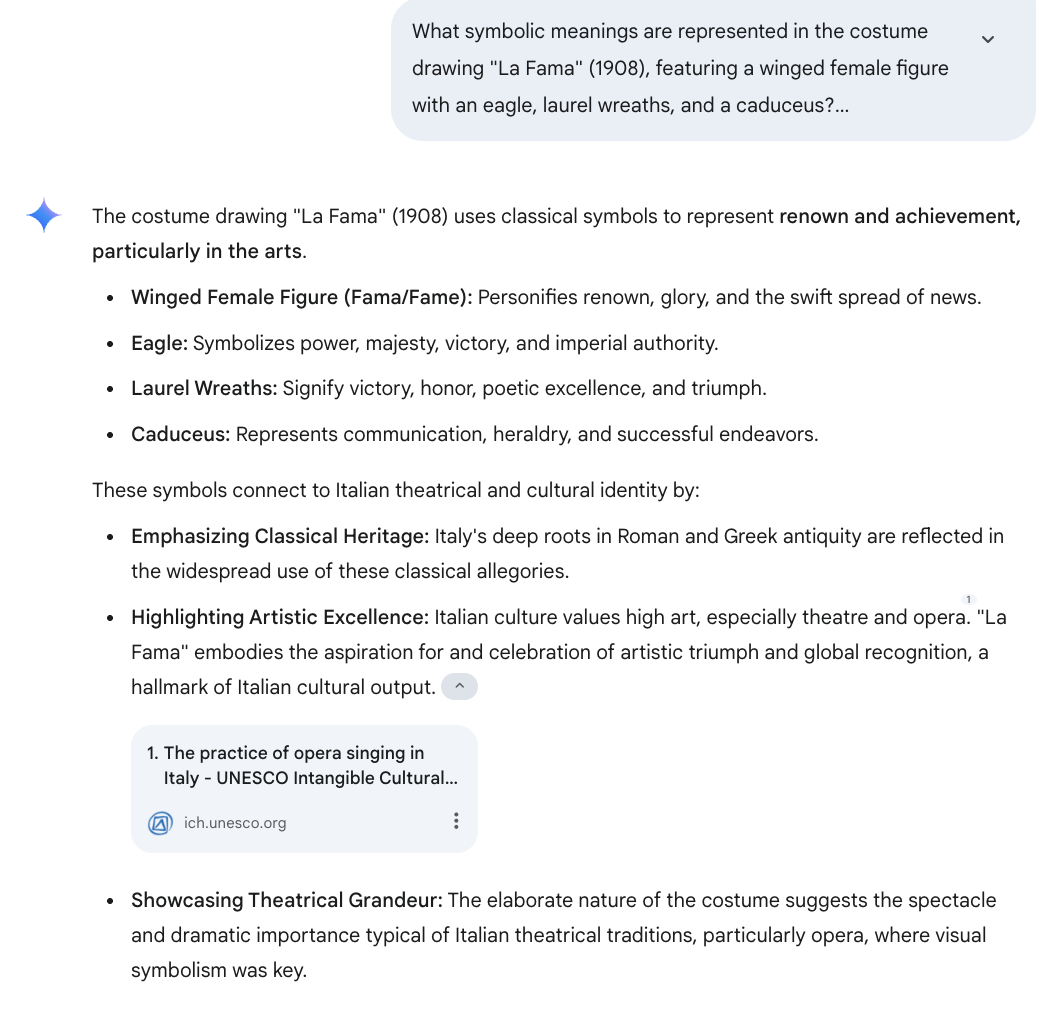 What symbolic meanings are represented in the costume
drawing "La Fama" (1908), featuring a winged female figure
with an eagle, laurel wreaths, and a caduceus?...
The costume drawing "La Fama" (1908) uses classical symbols to represent renown and achievement,
particularly in the arts.
• Winged Female Figure (Fama/Fame): Personifies renown, glory, and the swift spread of news.
• Eagle: Symbolizes power, majesty, victory, and imperial authority.
• Laurel Wreaths: Signify victory, honor, poetic excellence, and triumph.
• Caduceus: Represents communication, heraldry, and successful endeavors.
These symbols connect to Italian theatrical and cultural identity by:
• Emphasizing Classical Heritage: Italy's deep roots in Roman and Greek antiquity are reflected in
the widespread use of these classical allegories.
• Highlighting Artistic Excellence: Italian culture values high art, especially theatre and opera. 1 "La
Fama" embodies the aspiration for and celebration of artistic triumph and global recognition, a
hallmark of Italian cultural output.
1. The practice of opera singing in
Italy - UNESCO Intangible Cultural...
ich.unesco.org
• Showcasing Theatrical Grandeur: The elaborate nature of the costume suggests the spectacle
and dramatic importance typical of Italian theatrical traditions, particularly opera, where visual
symbolism was key.